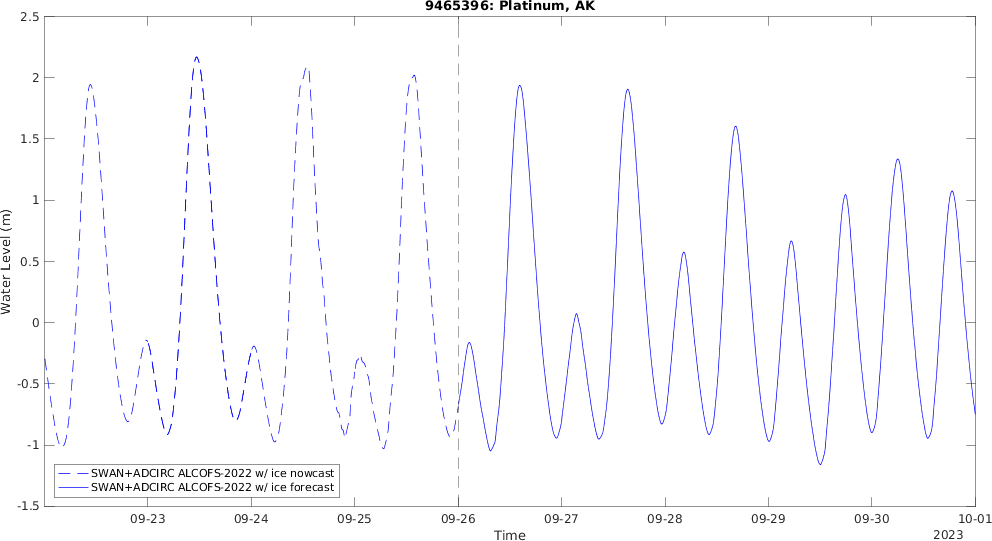 9465396: Platinum, AK
2.5
2
1.5
1
0.5
0
-0.5
-1
-1.5
Water Level (m)
SWAN+ADCIRC ALCOFS-2022 w/ ice nowcast
SWAN+ADCIRC ALCOFS-2022 w/ ice forecast
09-23 09-24 09-25 09-26 09-27 09-28 09-29 09-30 10-01
Time
2023